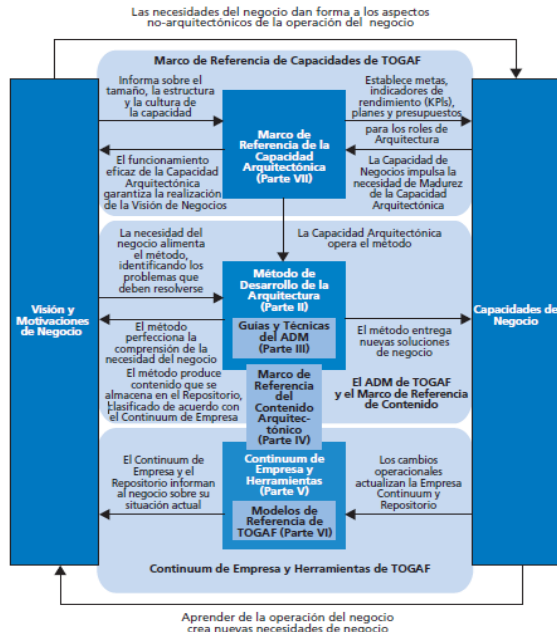 Las necesidades del negocio dan forma a los aspectos
no-arquitectónicos de la operación del negocio
Marco de Referencia de Capacidades de TOGAF
Informa sobre el
tamaño, la estructura
y la cultura de
la capacidad
Establece metas,
indicadores de
rendimiento (KPIs),
planes y presupuestos
para los roles de
Arquitectura
Marco de
Referencia de la
Capacidad
Arquitectónica
(Parte VII)
El funcionamiento
eficaz de la Capacidad
Arquitectónica
garantiza la realización
de la Visión de Negocios
La Capacidad de
Negocios impulsa la
necesidad de Madurez
de la Capacidad
Arquitectónica
La necesidad del
negocio alimenta
el método,
identificando los
problemas que
deben resolverse
La Capacidad Arquitectónica
opera el método
Visión y
Motivaciones
de Negocio
Método de
Desarrollo de la
Arquitectura
(Parte II)
Guías y Técnicas
del ADM
(Parte III)
Capacidades de
Negocio
El método
perfecciona la
comprensión de la
necesidad del negocio
El método entrega
nuevas soluciones
de negocio
El método produce
contenido que se
almacena en el Repositorio,
clasificado de acuerdo con
el Continuum de Empresa
Marco de
Referencia
del
Contenido
Arquitec-
tónico
(Parte IV)
El ADM de TOGAF
y el Marco de Referencia
de Contenido
El Continuum de
Empresa y el
Repositorio informan
al negocio sobre su
situación actual
Continuum de
Empresa y
Herramientas
(Parte V)
Modelos de
Referencia de
TOGAF (Parte VI)
Los cambios
operacionales
actualizan la Empresa
Continuum y
Repositorio
Continuum de Empresa y Herramientas de TOGAF
Aprender de la operación del negocio
crea nuevas necesidades de negocio